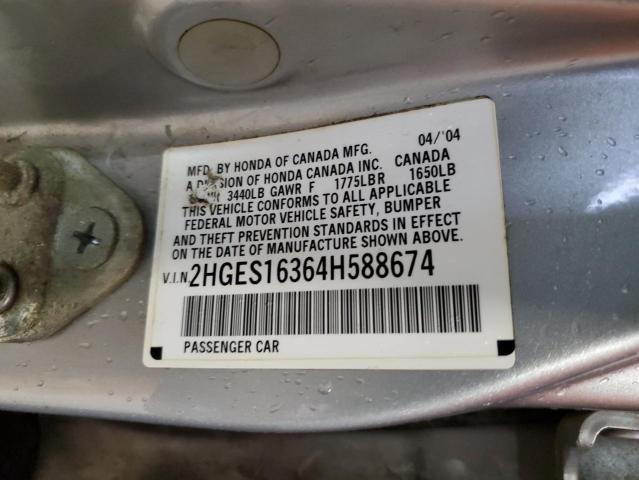 MFD. BY HONDA OF CANADA MFG. 04/'04
A DIVISION OF HONDA CANADA INC. CANADA
3440LB GAWR F 1775LB R 1650LB
THIS VEHICLE CONFORMS TO ALL APPLICABLE
FEDERAL MOTOR VEHICLE SAFETY, BUMPER
AND THEFT PREVENTION STANDARDS IN EFFECT
ON THE DATE OF MANUFACTURE SHOWN ABOVE.
V.I.N. 2HGES16364H588674
PASSENGER CAR